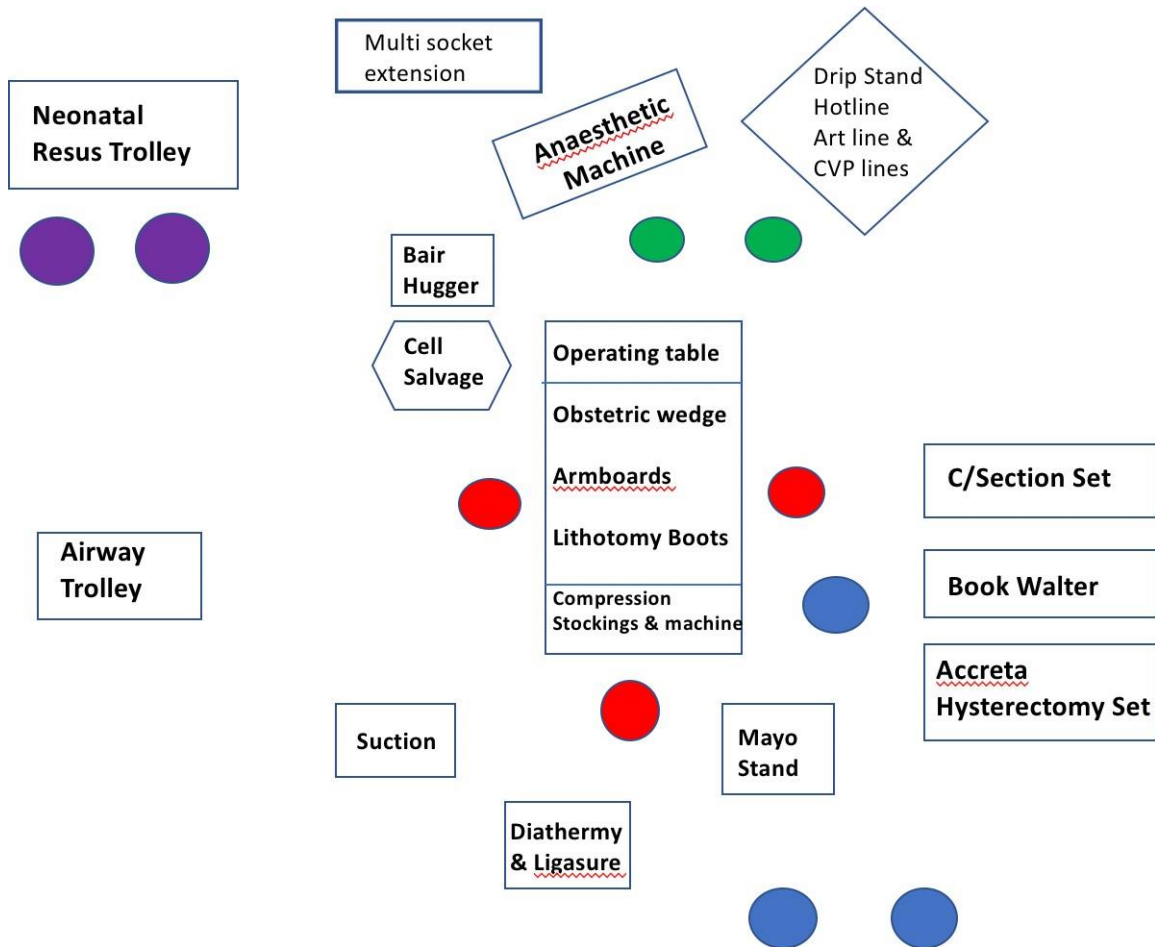 Multi socket
extension
Neonatal
Resus Trolley
Anaesthetic
Machine
Drip Stand
Hotline
Art line &
CVP lines
Bair
Hugger
Cell
Salvage
Operating table
Obstetric wedge
Armboards
Lithotomy Boots
Compression
Stockings & machine
C/Section Set
Book Walter
Accreta
Hysterectomy Set
Airway
Trolley
Suction
Mayo
Stand
Diathermy
& Ligasure